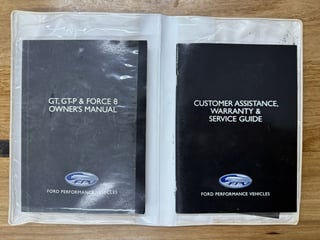 GT, GT-P & FORCE 8
OWNER'S MANUAL
FPV
FORD PERFORMANCE VEHICLES
CUSTOMER ASSISTANCE,
WARRANTY &
SERVICE GUIDE
FPV
FORD PERFORMANCE VEHICLES